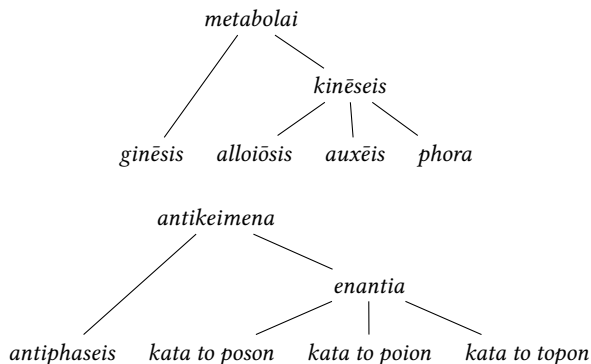 metabolai
kinēseis
ginēsis alloiōsis auxēis phora
antikeimena
enantia
antiphaseis kata to poson kata to poion kata to topon